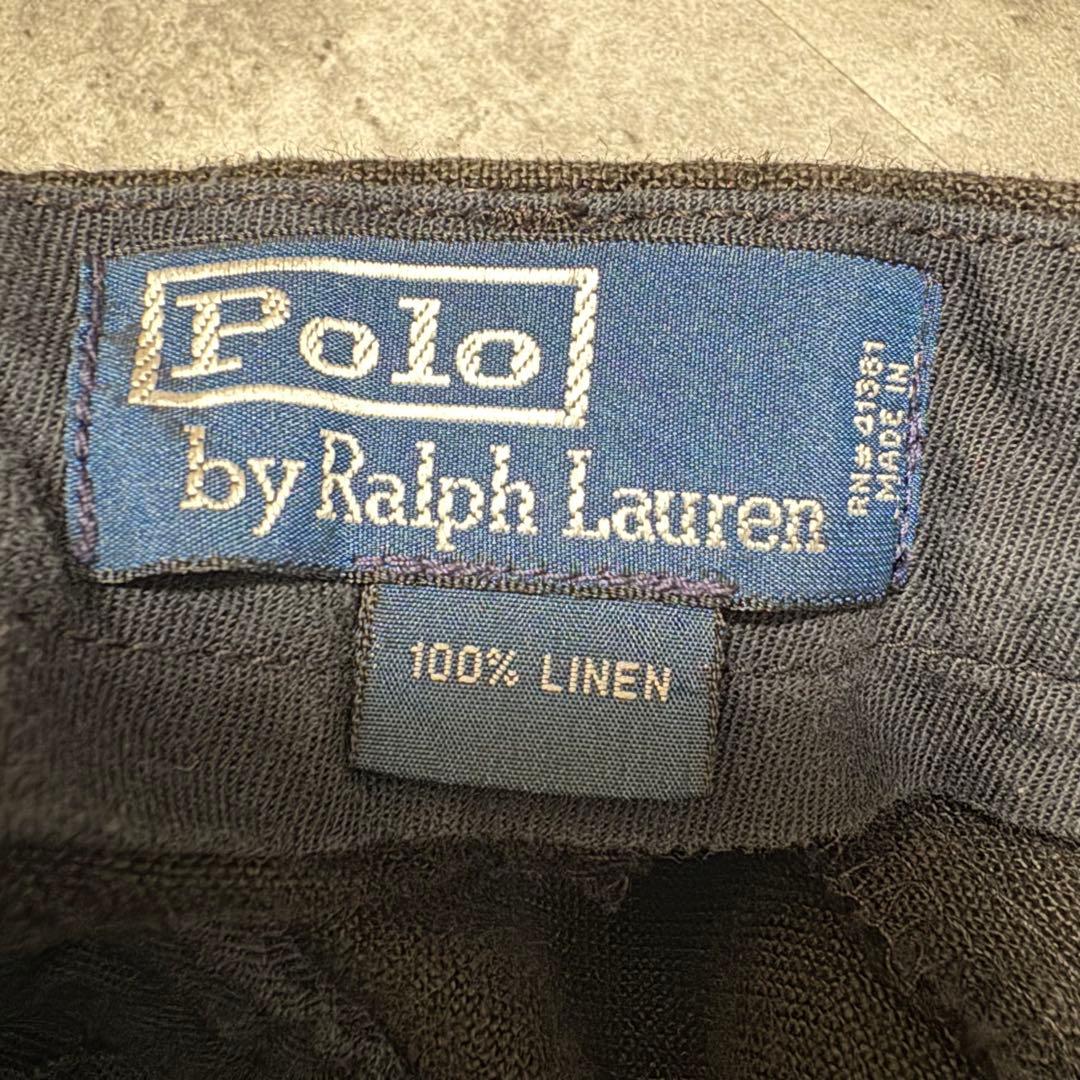 Polo
by Ralph Lauren
RN# 41381
MADE IN
100% LINEN